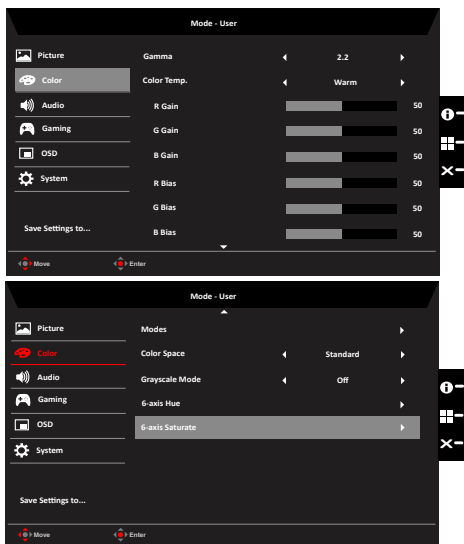 Mode - User
Picture
Gamma 2.2
Color
Color Temp. Warm
Audio
R Gain 50
Gaming
G Gain 50
OSD
B Gain 50
System
R Bias 50
G Bias 50
Save Settings to...
B Bias 50
Move Enter
Mode - User
Picture
Modes
Color
Color Space Standard
Audio
Grayscale Mode Off
Gaming
6-axis Hue
OSD
6-axis Saturate
System
Save Settings to...
Move Enter